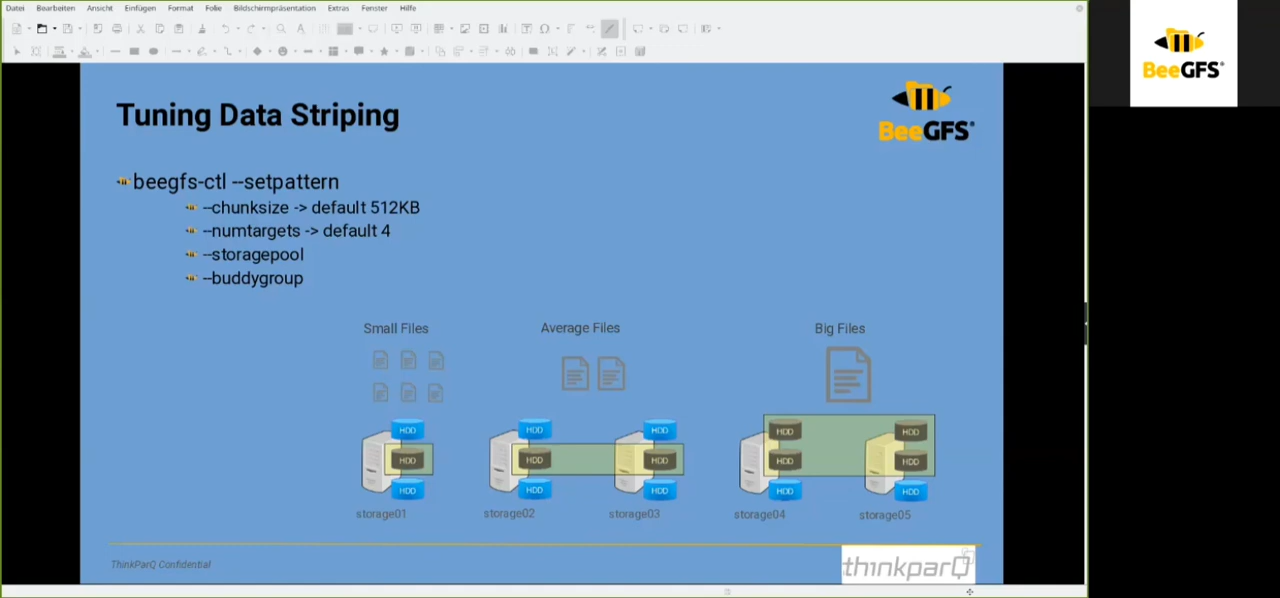 Datei Bearbeiten Ansicht Einfügen Format Folie Bildschirmpräsentation Extras Fenster Hilfe
BeeGFS®
Tuning Data Striping
BeeGFS®
beegfs-ctl --setpattern
--chunksize -> default 512KB
--numtargets -> default 4
--storagepool
--buddygroup
Small Files Average Files Big Files
HDD HDD HDD HDD HDD
HDD HDD HDD HDD HDD
HDD HDD HDD HDD HDD
storage01 storage02 storage03 storage04 storage05
ThinkParQ Confidential
thinkparQ